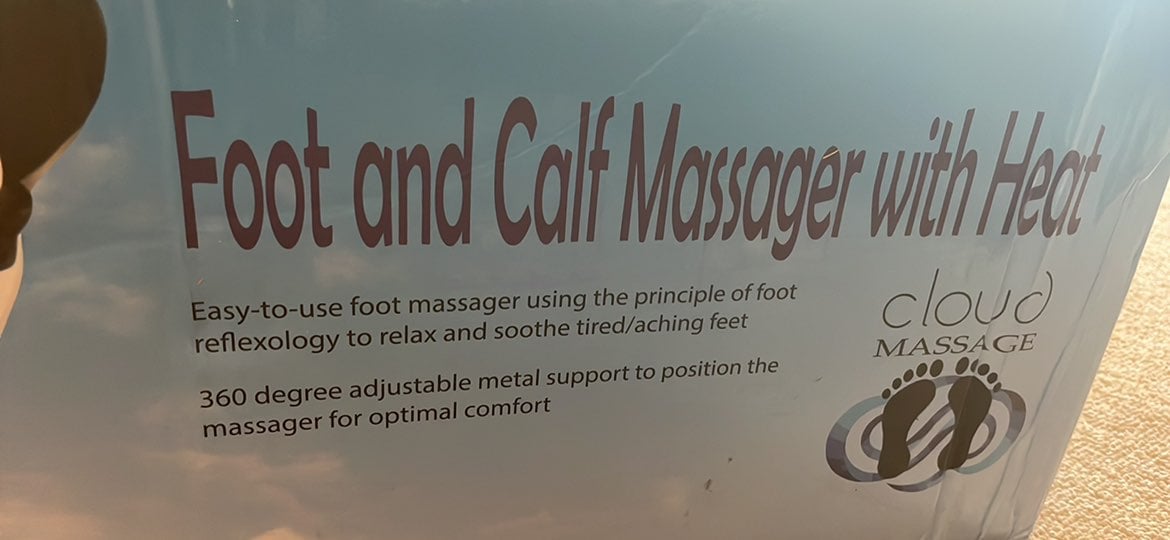 Foot and Calf Massager with Heat
Easy-to-use foot massager using the principle of foot
reflexology to relax and soothe tired/aching feet
360 degree adjustable metal support to position the
massager for optimal comfort
cloud
MASSAGE